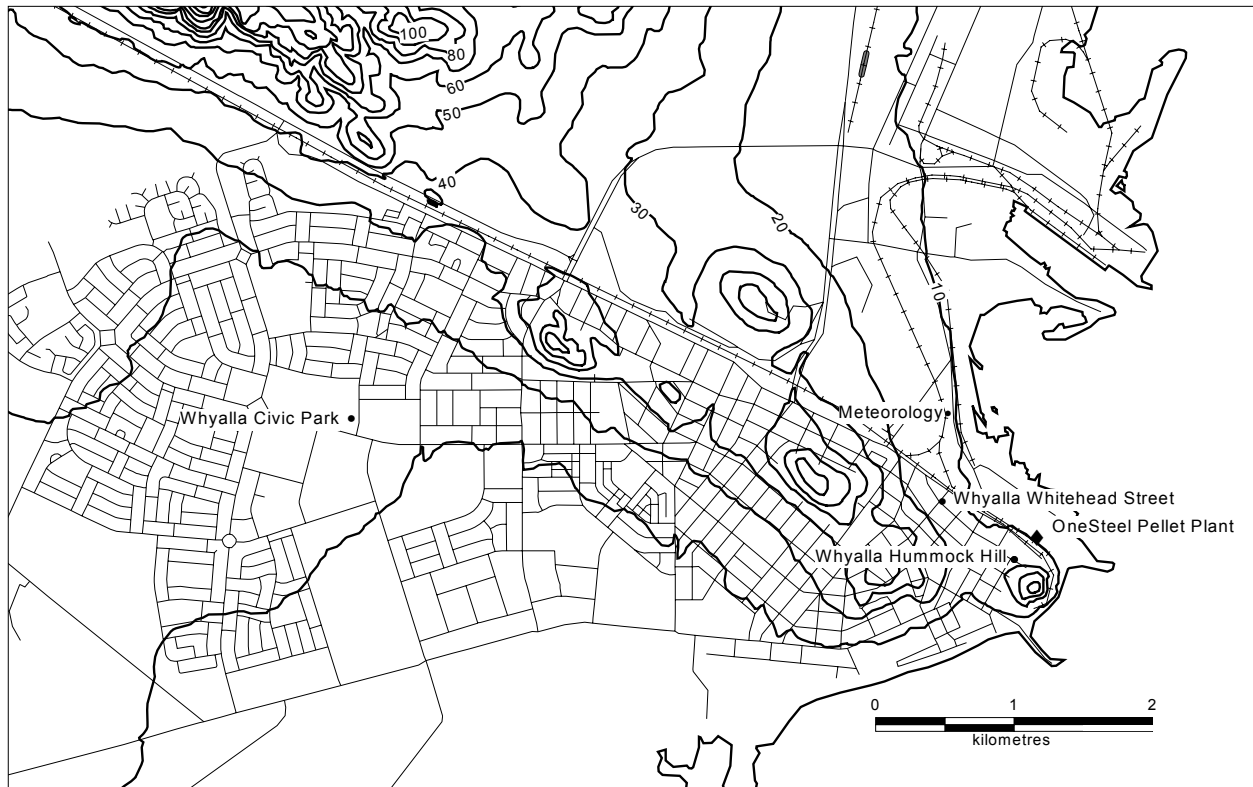 100
80
60
50
40
30
20
10
Whyalla Civic Park
Meteorology
Whyalla Whitehead Street
OneSteel Pellet Plant
Whyalla Hummock Hill
0 1 2
kilometres